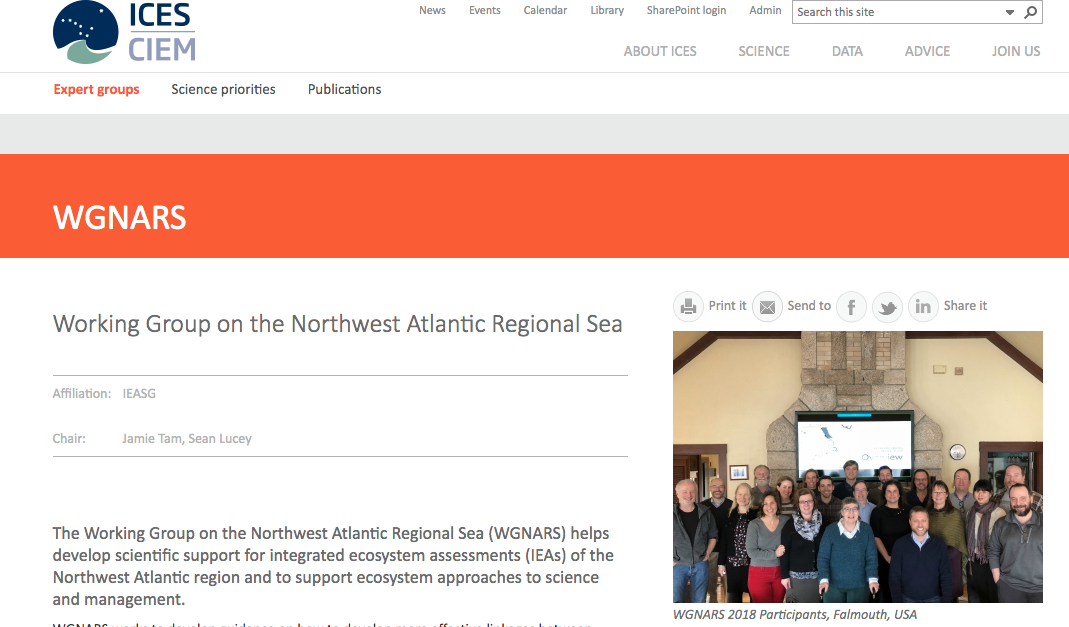 ICES
CIEM
News Events Calendar Library SharePoint login Admin Search this site
ABOUT ICES SCIENCE DATA ADVICE JOIN US
Expert groups Science priorities Publications
WGNARS
Print it Send to f in Share it
Working Group on the Northwest Atlantic Regional Sea
Affiliation: IEASG
Chair: Jamie Tam, Sean Lucey
The Working Group on the Northwest Atlantic Regional Sea (WGNARS) helps
develop scientific support for integrated ecosystem assessments (IEAs) of the
Northwest Atlantic region and to support ecosystem approaches to science
and management.
WGNARS 2018 Participants, Falmouth, USA